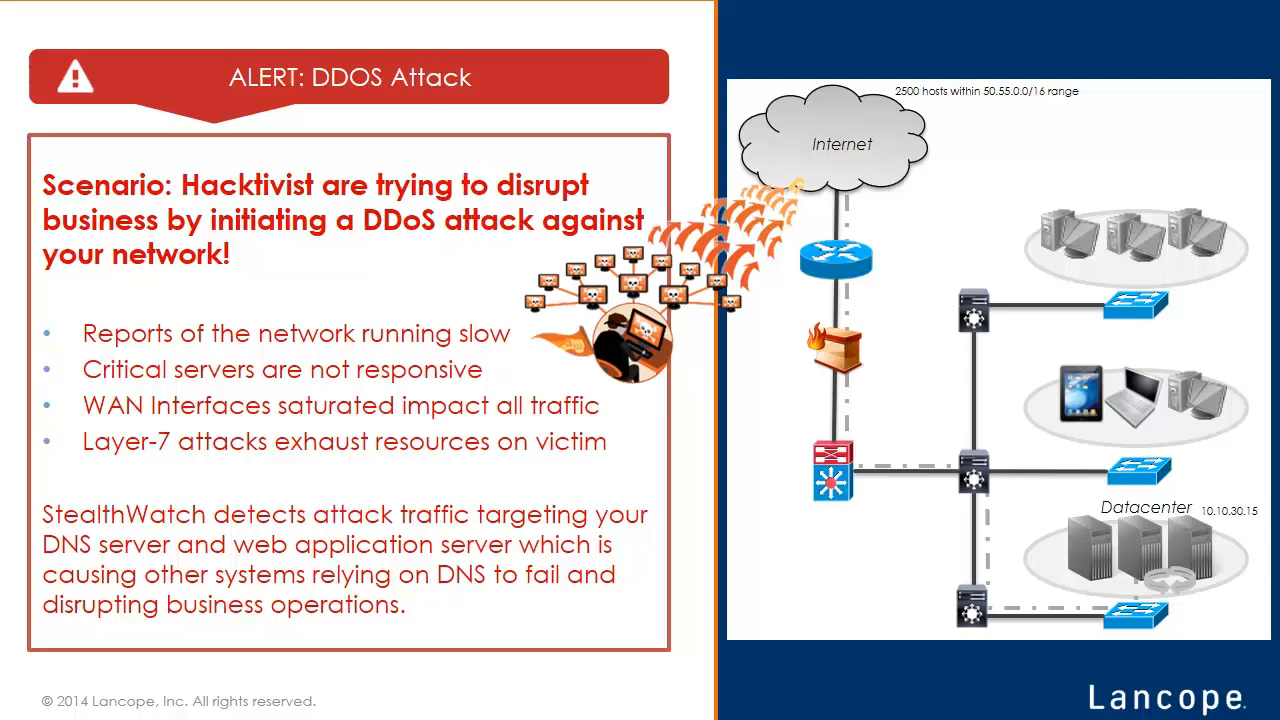 ALERT: DDOS Attack
Scenario: Hacktivist are trying to disrupt
business by initiating a DDoS attack against
your network!
• Reports of the network running slow
• Critical servers are not responsive
• WAN Interfaces saturated impact all traffic
• Layer-7 attacks exhaust resources on victim
StealthWatch detects attack traffic targeting your
DNS server and web application server which is
causing other systems relying on DNS to fail and
disrupting business operations.
© 2014 Lancope, Inc. All rights reserved.
2500 hosts within 50.55.0.0/16 range
Internet
Datacenter 10.10.30.15
Lancope.